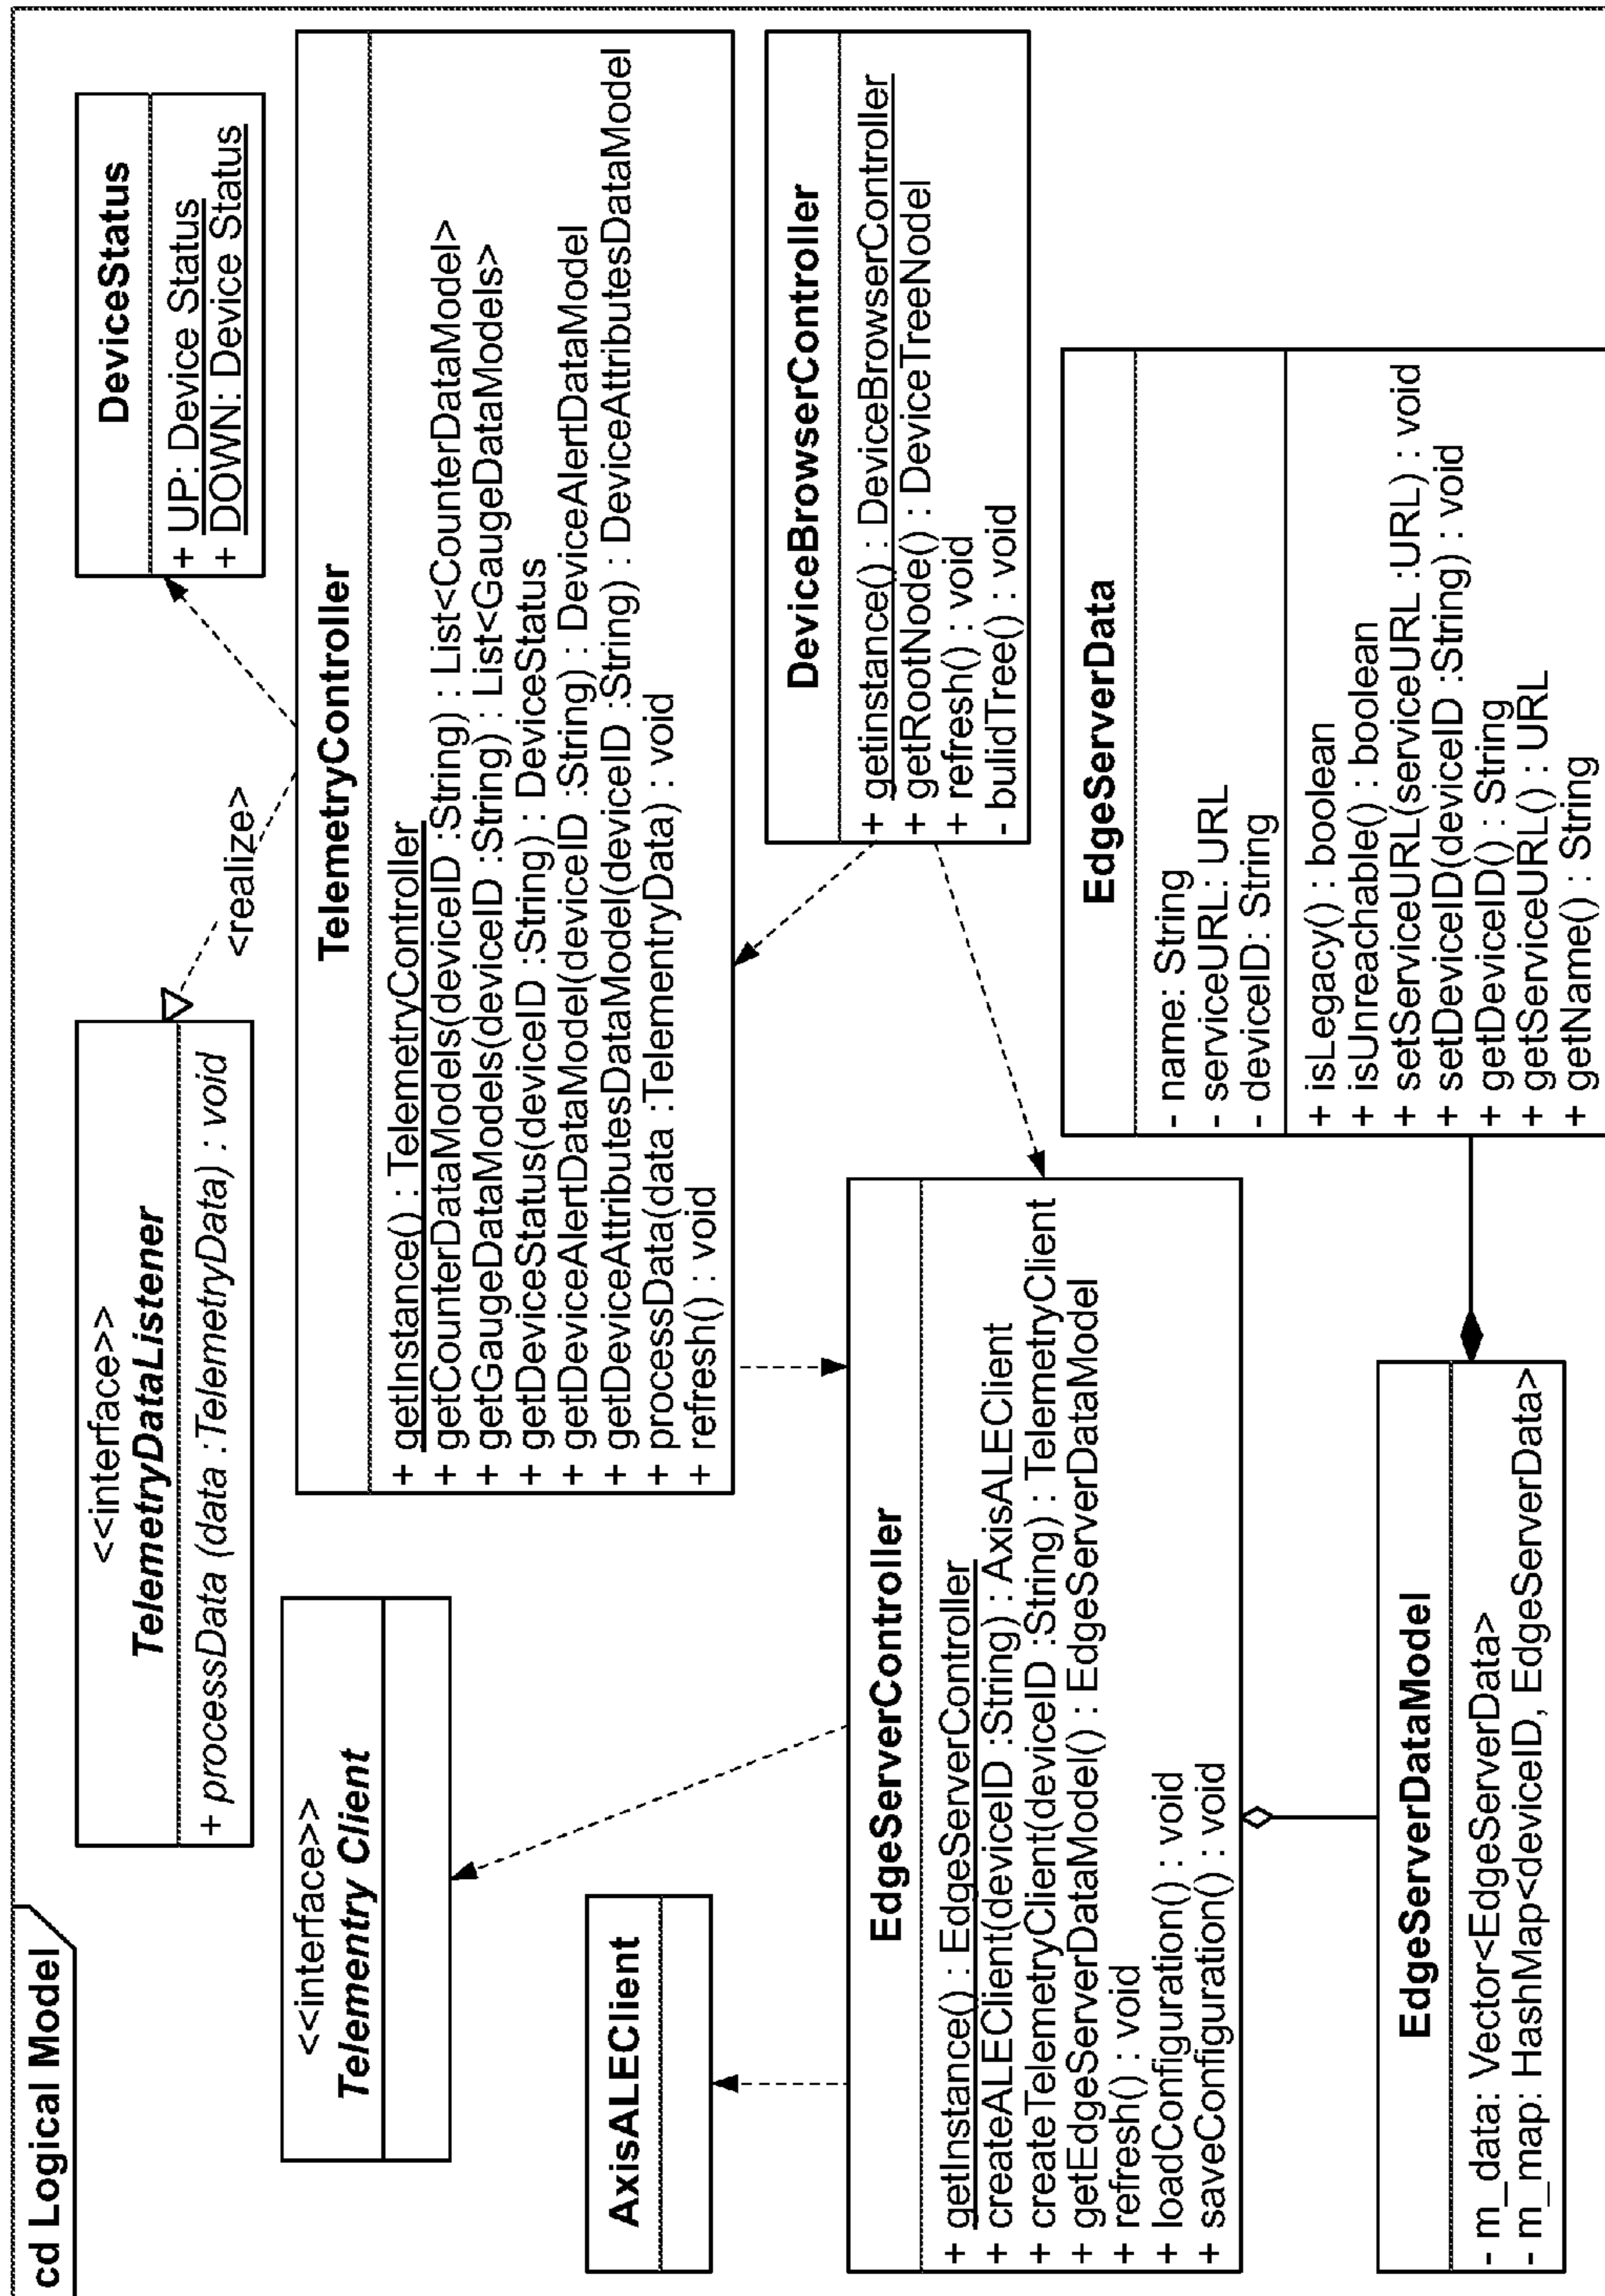 cd Logical Model
<<interface>>
TelemetryDataListener
+ processData (data :TelemetryData) : void
DeviceStatus
+ UP: Device Status
+ DOWN: Device Status
<realize>
<<interface>>
Telementry Client
TelemetryController
+ getInstance() : TelemetryController
+ getCounterDataModels(deviceID :String) : List<CounterDataModel>
+ getGaugeDataModels(deviceID :String) : List<GaugeDataModels>
+ getDeviceStatus(deviceID :String) : DeviceStatus
+ getDeviceAlertDataModel(deviceID :String) : DeviceAlertDataModel
+ getDeviceAttributesDataModel(deviceID :String) : DeviceAttributesDataModel
+ processData(data :TelementryData) : void
+ refresh() : void
AxisALEClient
DeviceBrowserController
+ getinstance() : DeviceBrowserController
+ getRootNode() : DeviceTreeNodel
+ refresh() : void
- bulidTree() : void
EdgeServerController
+ getInstance() : EdgeServerController
+ createALEClient(deviceID :String) : AxisALEClient
+ createTelemetryClient(deviceID :String) : TelemetryClient
+ getEdgeServerDataModel() : EdgeServerDataModel
+ refresh() : void
+ loadConfiguration() : void
+ saveConfiguration() : void
EdgeServerData
- name: String
- serviceURL: URL
- deviceID: String
+ isLegacy() : boolean
+ isUnreachable() : boolean
+ setServiceURL(serviceURL :URL) : void
+ setDeviceID(deviceID :String) : void
+ getDeviceID() : String
+ getServiceURL() : URL
+ getName() : String
EdgeServerDataModel
- m_data: Vector<EdgeServerData>
- m_map: HashMap<deviceID, EdgeServerData>